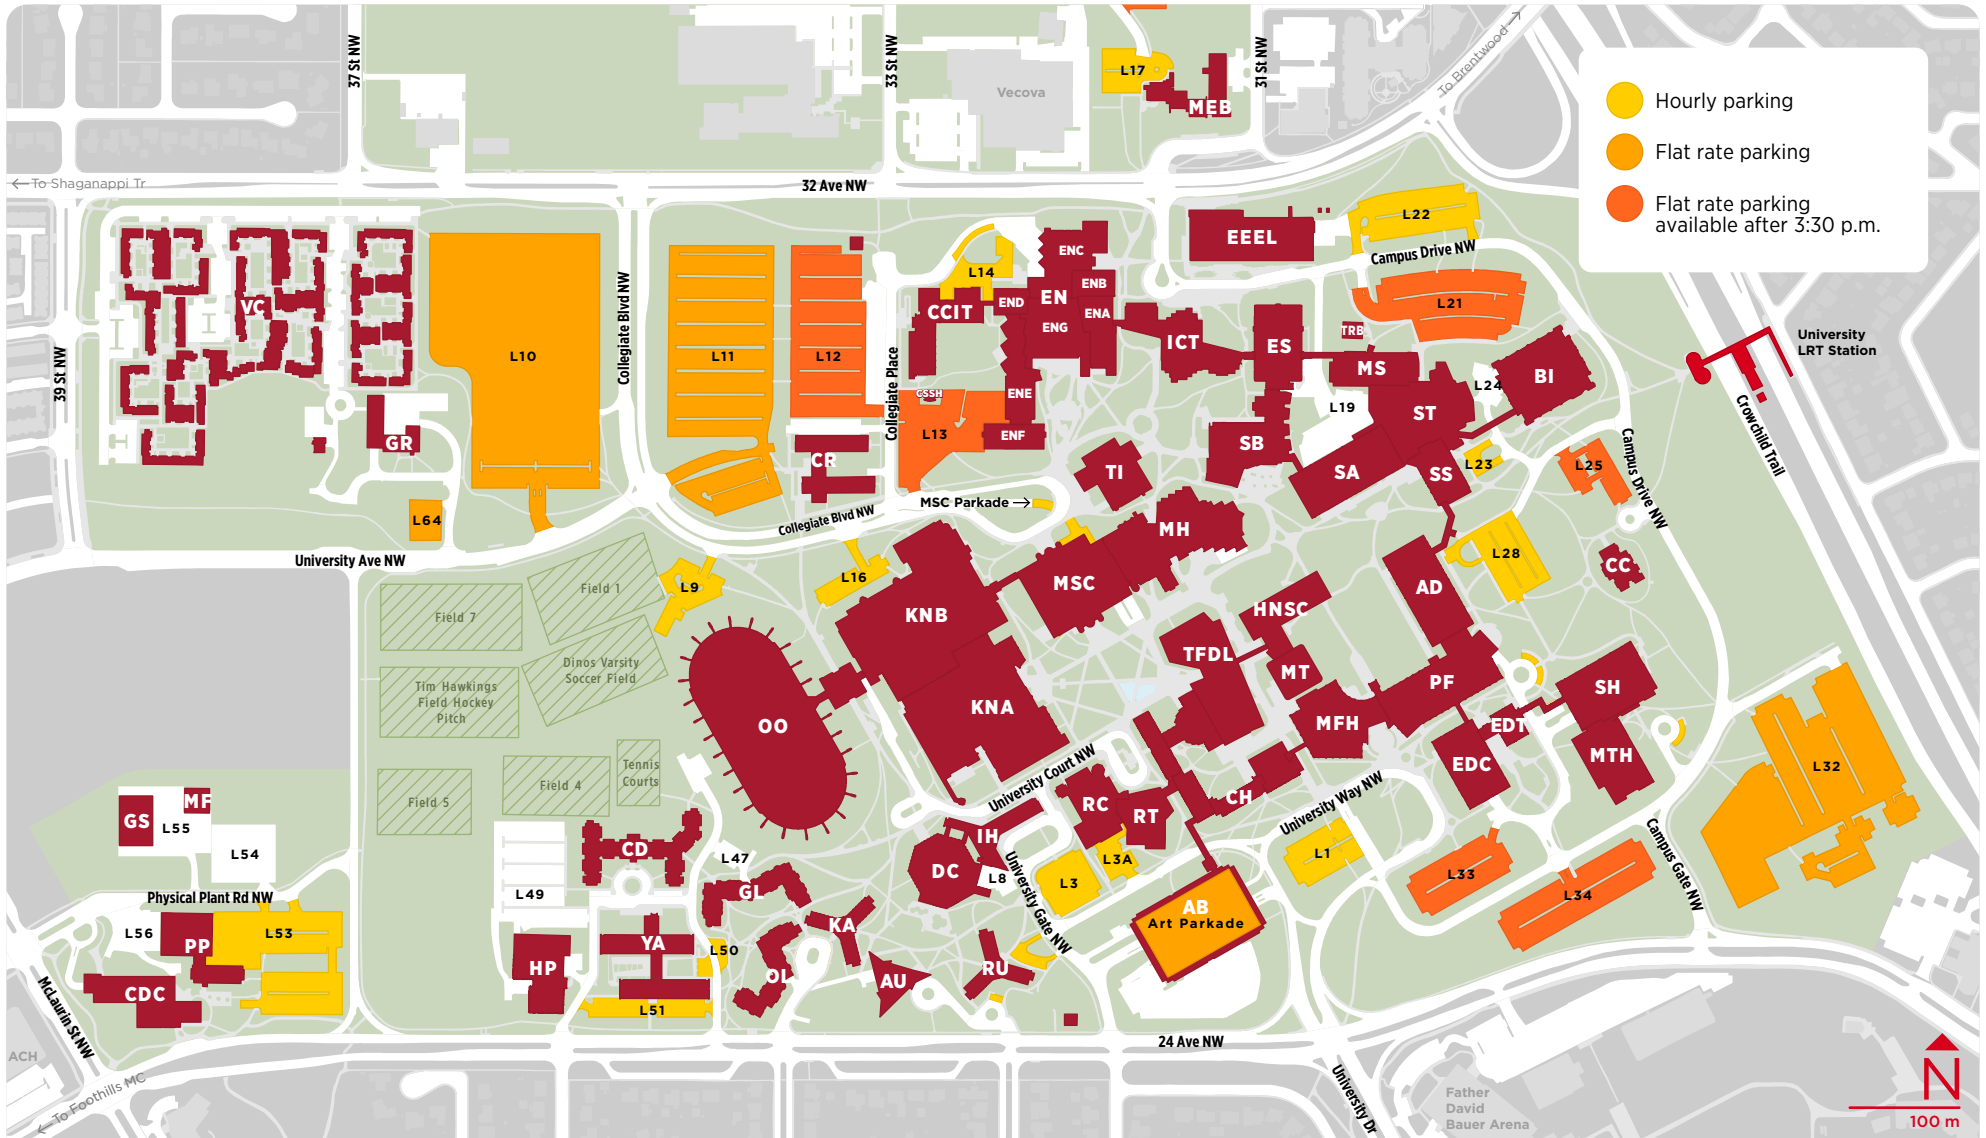 37 St NW
33 St NW
31 St NW
To Brentwood
L17
MEB
Vecova
Hourly parking
Flat rate parking
Flat rate parking
available after 3:30 p.m.
To Shaganappi Tr
32 Ave NW
L22
EEEL
Campus Drive NW
ENC
L14
ENB
END
EN
ENA
CCIT
ENG
VC
L21
TRB
ICT
ES
MS
University
LRT Station
39 St NW
Collegiate Blvd NW
L10
L11
L12
Collegiate Place
CSSH
ENE
L13
ENF
BI
L24
L19
ST
Crowchild Trail
GR
CR
SB
SA
SS
L23
L25
Campus Drive NW
TI
MSC Parkade
Collegiate Blvd NW
L64
University Ave NW
MH
L28
CC
Field 1
L9
L16
MSC
AD
Field 7
KNB
HNSC
Dinos Varsity
Soccer Field
Tim Hawkings
Field Hockey
Pitch
TFDL
MT
PF
SH
OO
KNA
MFH
EDT
EDC
MTH
University Court NW
Tennis
Courts
Field 4
Field 5
L32
RC
RT
CH
University Way NW
MF
GS
L55
L54
CD
L47
IH
DC
L8
University Gate NW
L3A
L3
L1
L33
L34
Campus Gate NW
Physical Plant Rd NW
L49
GL
AB
Art Parkade
L56
PP
L53
KA
YA
L50
HP
OL
AU
RU
CDC
L51
McLaurin St NW
24 Ave NW
ACH
To Foothills MC
University Dr
Father
David
Bauer Arena
N
100 m